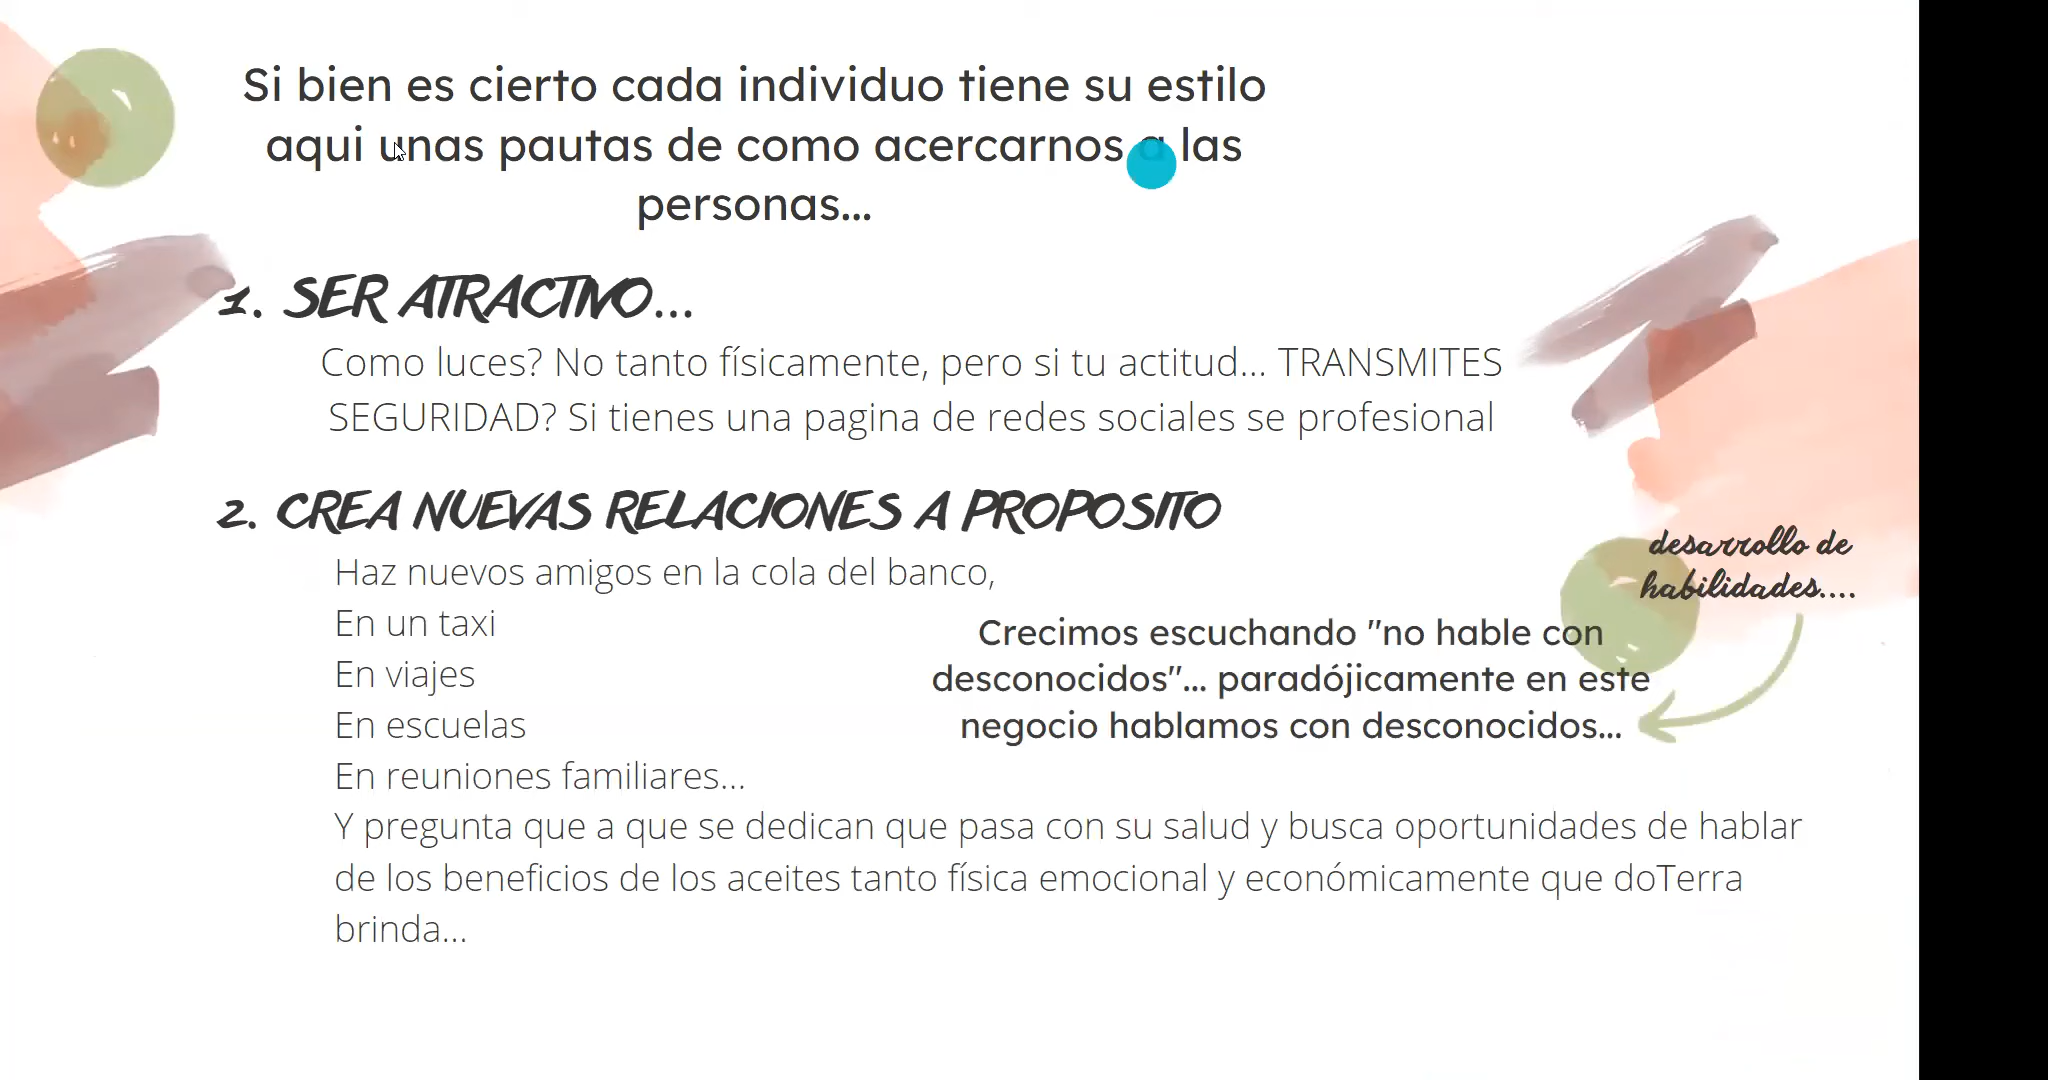 Si bien es cierto cada individuo tiene su estilo
aqui unas pautas de como acercarnos a las
personas...
1. SER ATRACTIVO...
Como luces? No tanto físicamente, pero si tu actitud... TRANSMITES
SEGURIDAD? Si tienes una pagina de redes sociales se profesional
2. CREA NUEVAS RELACIONES A PROPOSITO
Haz nuevos amigos en la cola del banco,
En un taxi
En viajes
En escuelas
En reuniones familiares...
desarrollo de
habilidades....
Crecimos escuchando "no hable con
desconocidos"... paradójicamente en este
negocio hablamos con desconocidos...
Y pregunta que a que se dedican que pasa con su salud y busca oportunidades de hablar
de los beneficios de los aceites tanto física emocional y económicamente que doTerra
brinda...